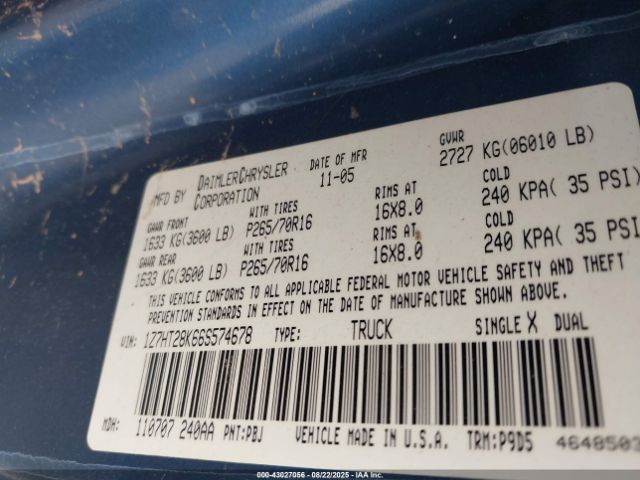 MFD BY DAIMLERCHRYSLER CORPORATION DATE OF MFR 11-05 GVWR 2727 KG(06010 LB)
GAWR FRONT 1633 KG(3600 LB) WITH TIRES P265/70R16 RIMS AT 16X8.0 COLD 240 KPA( 35 PSI)
GAWR REAR 1633 KG(3600 LB) WITH TIRES P265/70R16 RIMS AT 16X8.0 COLD 240 KPA( 35 PSI
THIS VEHICLE CONFORMS TO ALL APPLICABLE FEDERAL MOTOR VEHICLE SAFETY AND THEFT
PREVENTION STANDARDS IN EFFECT ON THE DATE OF MANUFACTURE SHOWN ABOVE.
VIN: 1Z7HT28K66S574678 TYPE: TRUCK SINGLE X DUAL
MDH: 110707 240AA PNT:PBJ VEHICLE MADE IN U.S.A. TRM:P9D5 4648503
000-43027056 - 08/22/2025 - IAA Inc.